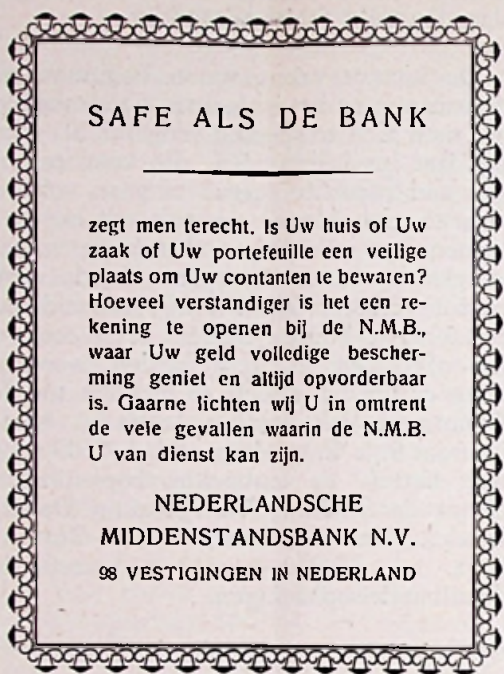 SAFE ALS DE BANK
zegt men terecht. Is Uw huis of Uw
zaak of Uw portefeuille een veilige
plaats om Uw contanten te bewaren?
Hoeveel verstandiger is het een re-
kening te openen bij de N.M.B.,
waar Uw geld volledige bescher-
ming geniet en altijd opvorderbaar
is. Gaarne lichten wij U in omtrent
de vele gevallen waarin de N.M.B.
U van dienst kan zijn.
NEDERLANDSCHE
MIDDENSTANDSBANK N.V.
98 VESTIGINGEN IN NEDERLAND